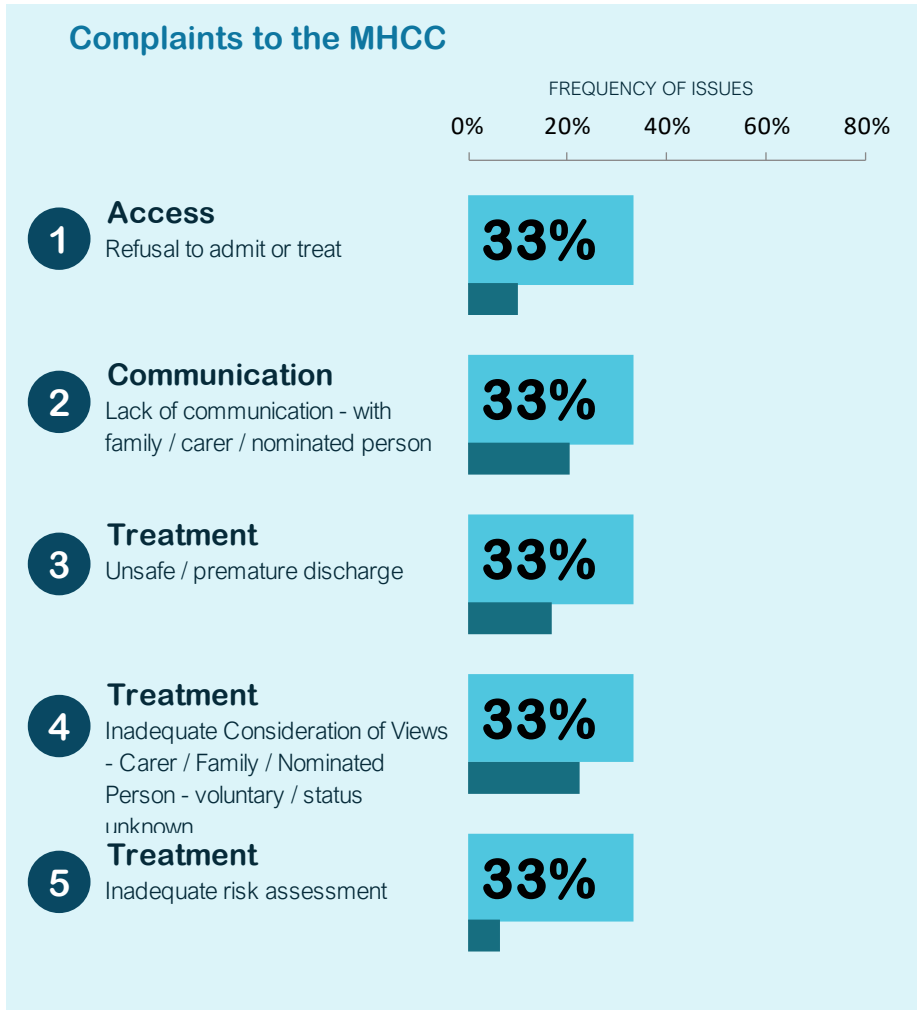 Complaints to the MHCC
FREQUENCY OF ISSUES
0% 20% 40% 60% 80%
1
Access
Refusal to admit or treat
33%
2
Communication
Lack of communication - with
family / carer / nominated person
33%
3
Treatment
Unsafe / premature discharge
33%
4
Treatment
Inadequate Consideration of Views
- Carer / Family / Nominated
Person - voluntary / status
unknown
33%
5
Treatment
Inadequate risk assessment
33%